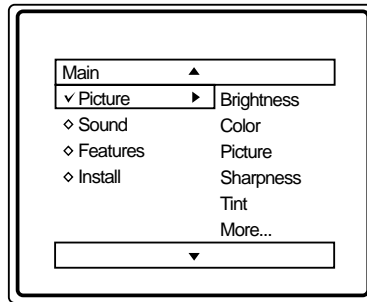 Main ▲
✓ Picture ▶ Brightness
◇ Sound Color
◇ Features Picture
◇ Install Sharpness
Tint
More...
▼